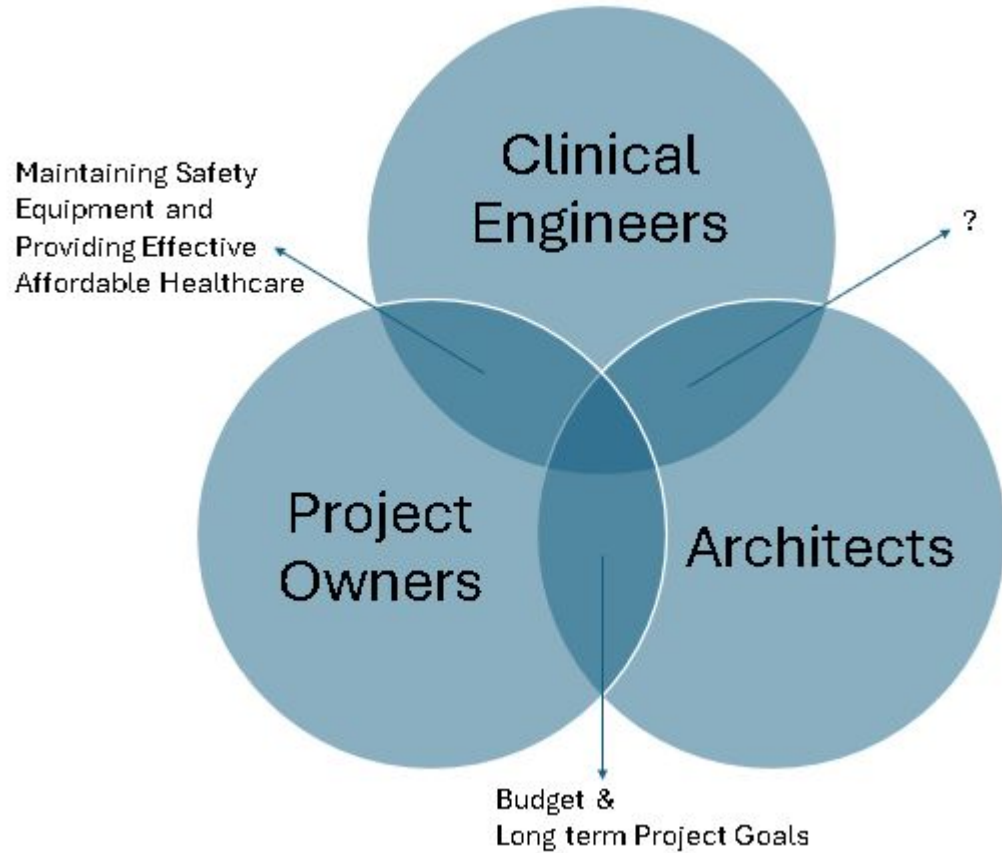 Clinical
Engineers
Maintaining Safety
Equipment and
Providing Effective
Affordable Healthcare
?
Project
Owners
Architects
Budget &
Long term Project Goals